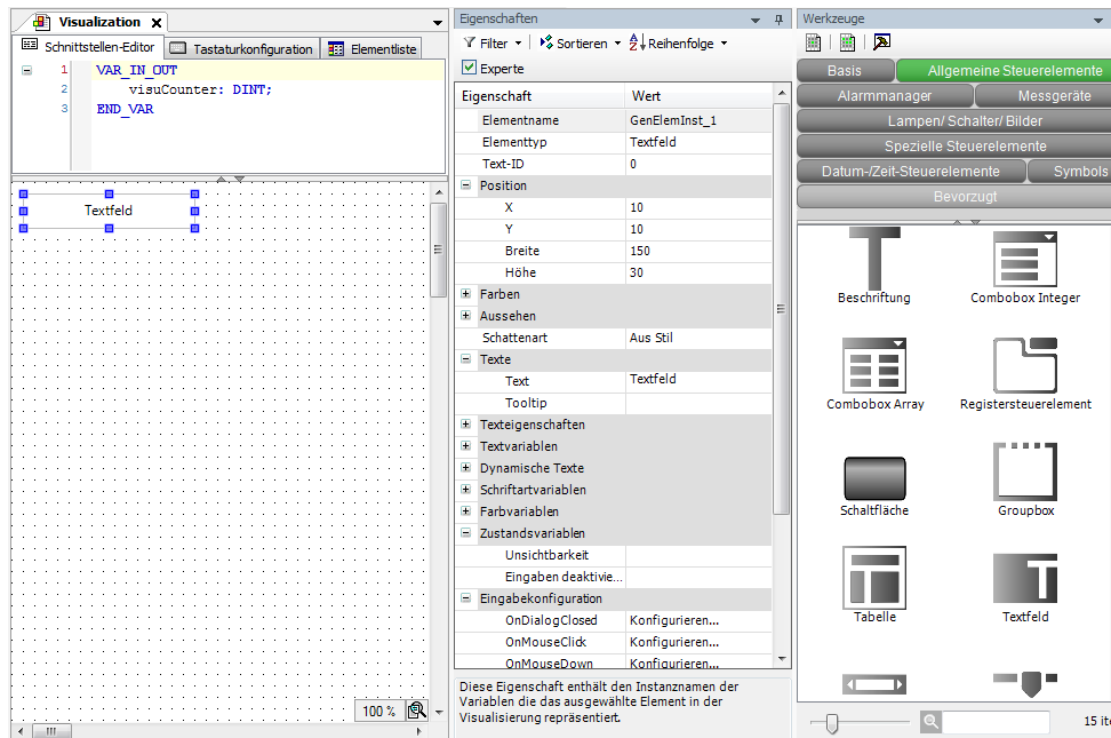 Visualization
Schnittstellen-Editor Tastaturkonfiguration Elementliste
1 VAR_IN_OUT
2 visuCounter: DINT;
3 END_VAR
Textfeld
100 %
Eigenschaften
Filter Sortieren Reihenfolge
Experte
Eigenschaft Wert
Elementname GenElemInst_1
Elementtyp Textfeld
Text-ID 0
Position
X 10
Y 10
Breite 150
Höhe 30
Farben
Aussehen
Schattenart Aus Stil
Texte
Text Textfeld
Tooltip
Texteigenschaften
Textvariablen
Dynamische Texte
Schriftartvariablen
Farbvariablen
Zustandsvariablen
Unsichtbarkeit
Eingaben deaktivie...
Eingabekonfiguration
OnDialogClosed Konfigurieren...
OnMouseClick Konfigurieren...
OnMouseDown Konfigurieren...
Diese Eigenschaft enthält den Instanznamen der
Variablen die das ausgewählte Element in der
Visualisierung repräsentiert.
Werkzeuge
Basis Allgemeine Steuerelemente
Alarmmanager Messgeräte
Lampen/ Schalter/ Bilder
Spezielle Steuerelemente
Datum-/Zeit-Steuerelemente Symbols
Bevorzugt
Beschriftung Combobox Integer
Combobox Array Registersteuerelement
Schaltfläche Groupbox
Tabelle Textfeld
15 ite